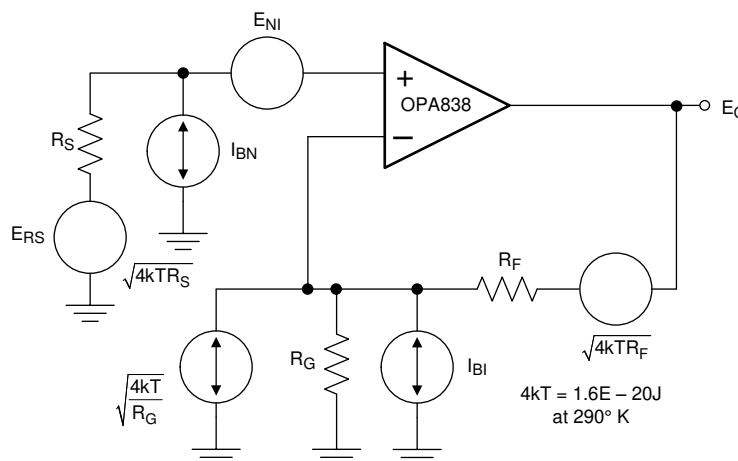 E_NI
+
OPA838
−
E_O
R_S
I_BN
E_RS
√4kTR_S
R_F
√4kTR_F
√4kT/R_G
R_G
I_BI
4kT = 1.6E – 20J
at 290° K